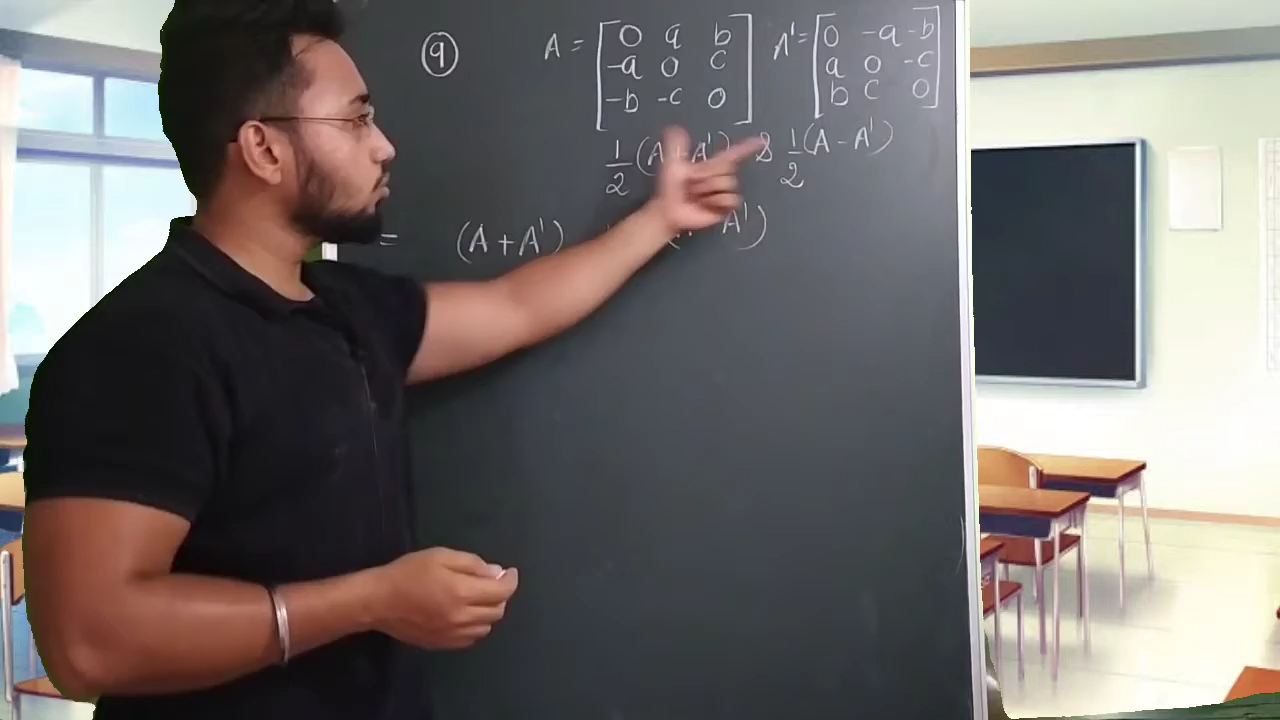 9 A = [0 a b A' = [0 -a -b
-a 0 c a 0 -c
-b -c 0] b c 0]
1/2 (A + A') & 1/2 (A - A')
= (A + A') A')